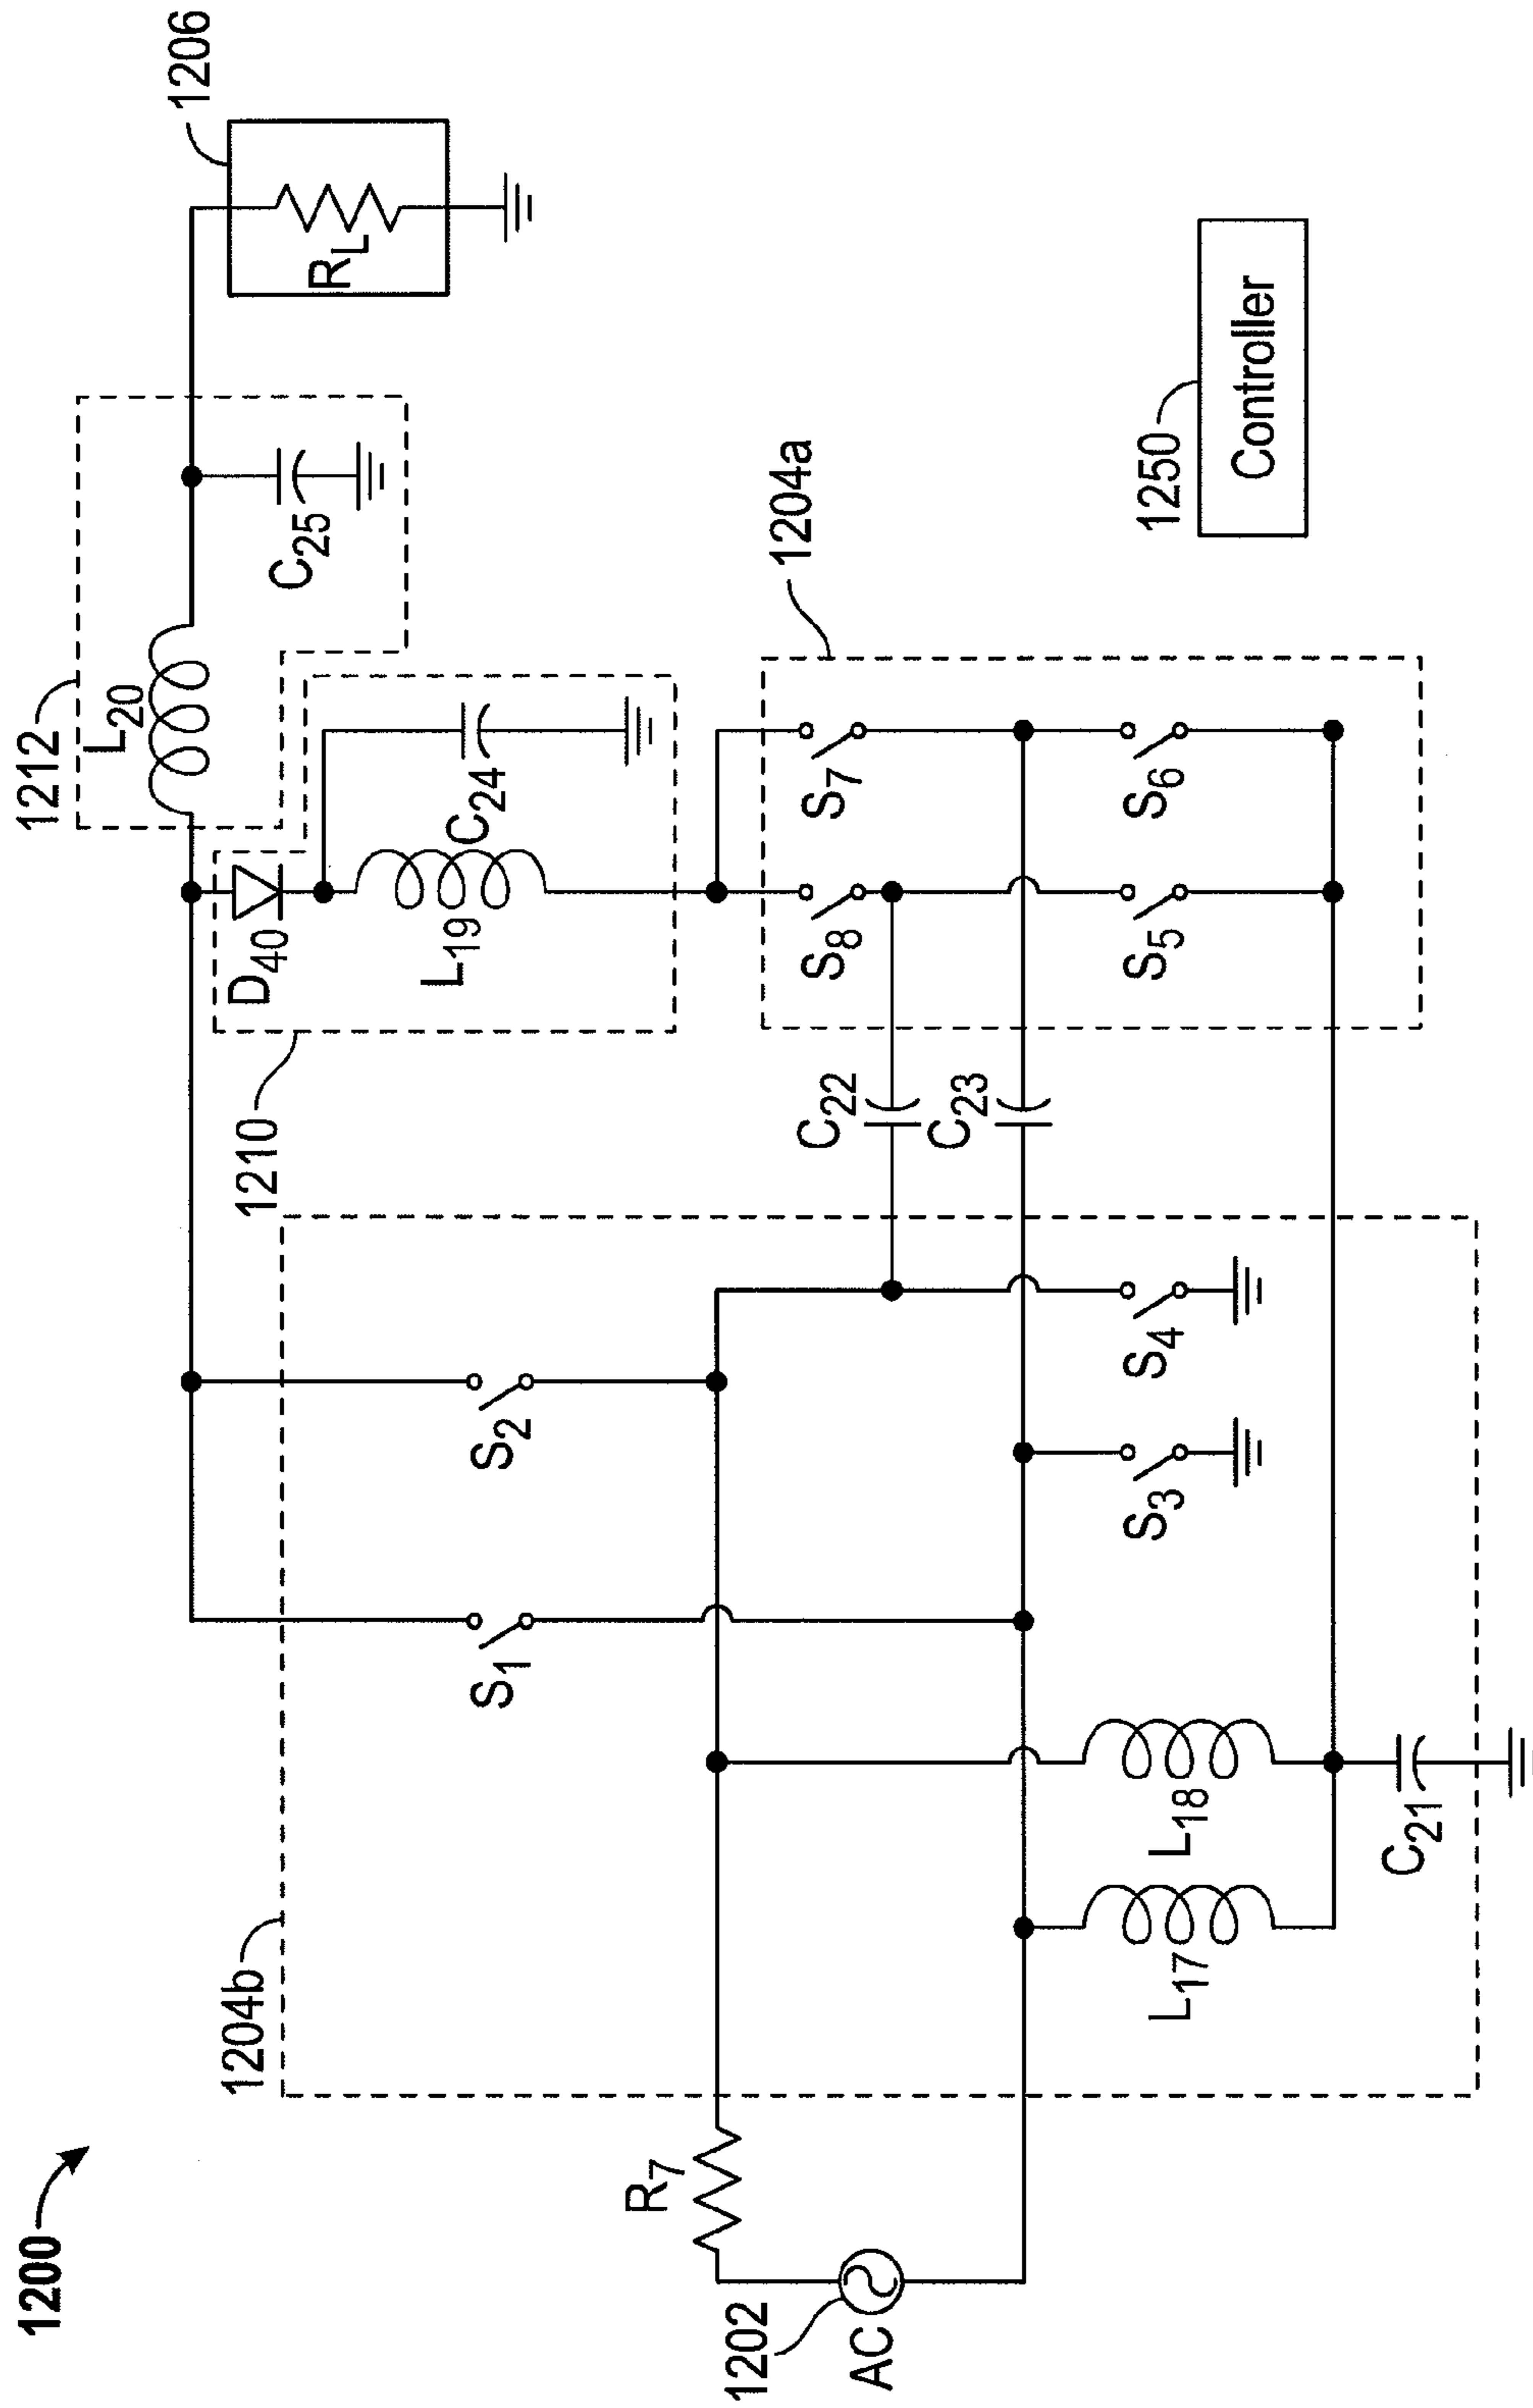 1200
1202
AC
R7
1204b
L17
L18
C21
S1
S2
S3
S4
C22
C23
1210
D40
L19
C24
1212
L20
C25
1206
RL
1204a
S8
S7
S5
S6
1250
Controller